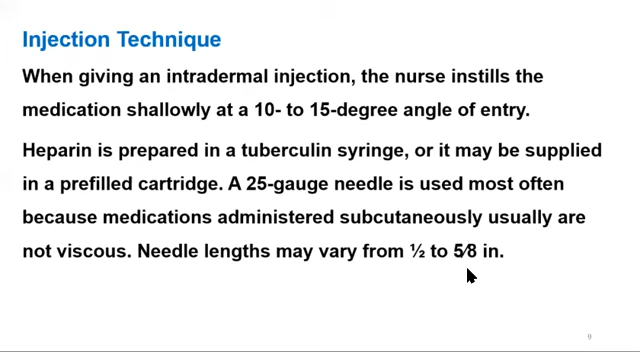 Injection Technique
When giving an intradermal injection, the nurse instills the
medication shallowly at a 10- to 15-degree angle of entry.
Heparin is prepared in a tuberculin syringe, or it may be supplied
in a prefilled cartridge. A 25-gauge needle is used most often
because medications administered subcutaneously usually are
not viscous. Needle lengths may vary from ½ to 5⁄8 in.
9